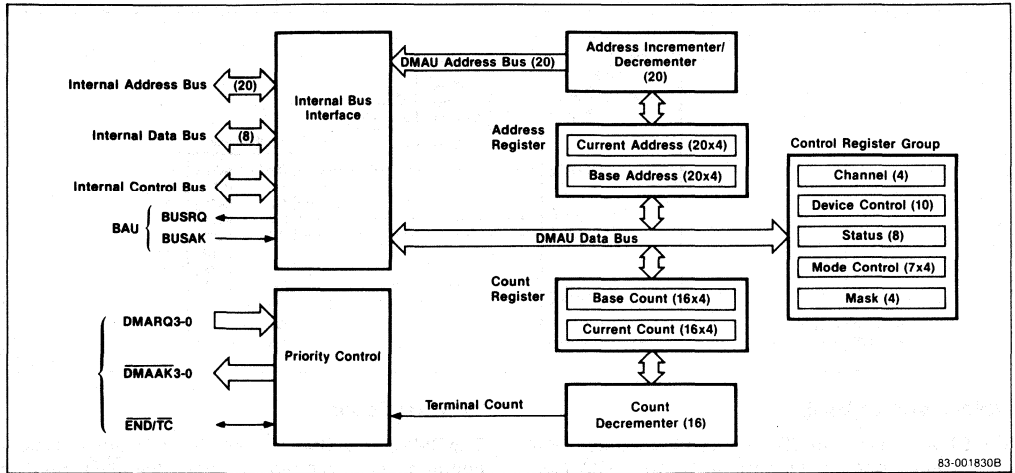 Internal Address Bus
(20)
Internal Data Bus
(8)
Internal Control Bus
BAU
BUSRQ
BUSAK
Internal Bus
Interface
DMAU Address Bus (20)
Address Incrementer/
Decrementer
(20)
Address
Register
Current Address (20x4)
Base Address (20x4)
DMAU Data Bus
Control Register Group
Channel (4)
Device Control (10)
Status (8)
Mode Control (7x4)
Mask (4)
Count
Register
Base Count (16x4)
Current Count (16x4)
DMARQ3-0
DMAAK3-0
END/TC
Priority Control
Terminal Count
Count
Decrementer (16)
83-001830B